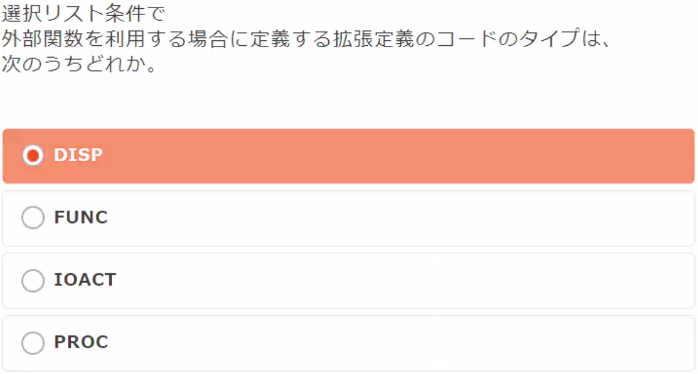 選択リスト条件で
外部関数を利用する場合に定義する拡張定義のコードのタイプは、
次のうちどれか。
DISP
FUNC
IOACT
PROC